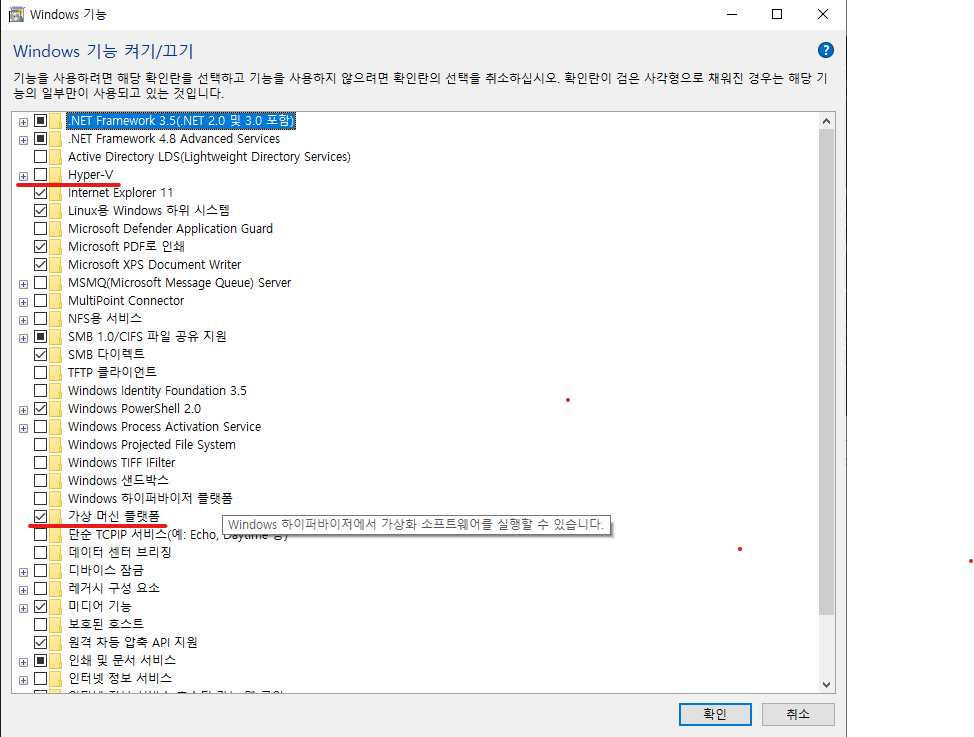 Windows 기능
Windows 기능 켜기/끄기
기능을 사용하려면 해당 확인란을 선택하고 기능을 사용하지 않으려면 확인란의 선택을 취소하십시오. 확인란이 검은 사각형으로 채워진 경우는 해당 기
능의 일부만이 사용되고 있는 것입니다.
.NET Framework 3.5(.NET 2.0 및 3.0 포함)
.NET Framework 4.8 Advanced Services
Active Directory LDS(Lightweight Directory Services)
Hyper-V
Internet Explorer 11
Linux용 Windows 하위 시스템
Microsoft Defender Application Guard
Microsoft PDF로 인쇄
Microsoft XPS Document Writer
MSMQ(Microsoft Message Queue) Server
MultiPoint Connector
NFS용 서비스
SMB 1.0/CIFS 파일 공유 지원
SMB 다이렉트
TFTP 클라이언트
Windows Identity Foundation 3.5
Windows PowerShell 2.0
Windows Process Activation Service
Windows Projected File System
Windows TIFF IFilter
Windows 샌드박스
Windows 하이퍼바이저 플랫폼
가상 머신 플랫폼
Windows 하이퍼바이저에서 가상화 소프트웨어를 실행할 수 있습니다.
단순 TCPIP 서비스(예: Echo, Daytime 등)
데이터 센터 브리징
디바이스 잠금
레거시 구성 요소
미디어 기능
보호된 호스트
원격 차등 압축 API 지원
인쇄 및 문서 서비스
인터넷 정보 서비스
확인
취소